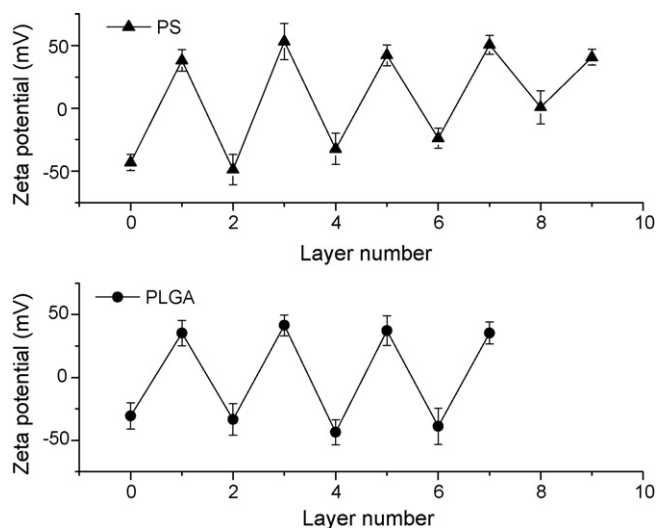 PS
Zeta potential (mV)
50
0
-50
0 2 4 6 8 10
Layer number
PLGA
Zeta potential (mV)
50
0
-50
0 2 4 6 8 10
Layer number